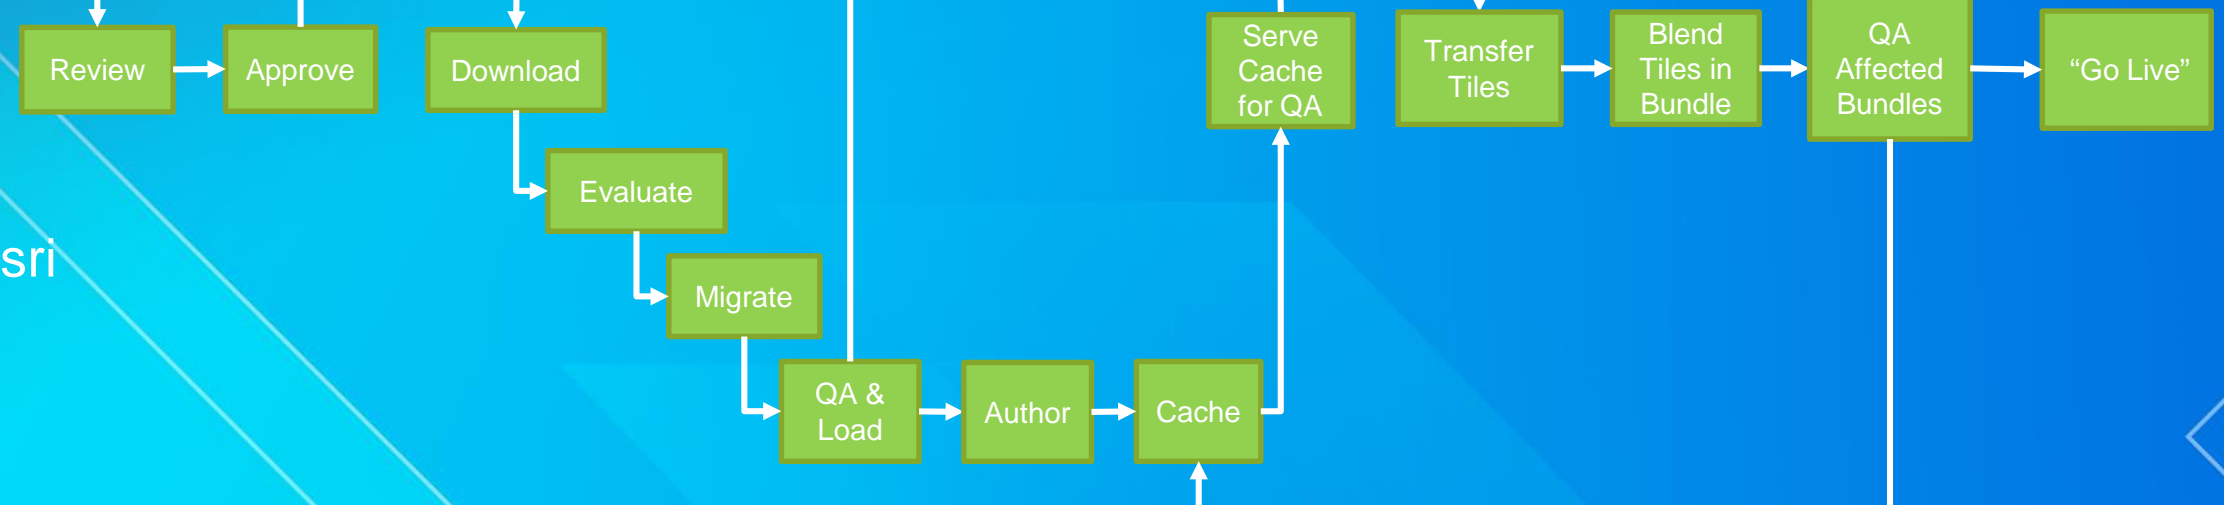 Review
Approve
Download
Serve
Cache
for QA
Transfer
Tiles
Blend
Tiles in
Bundle
QA
Affected
Bundles
“Go Live”
Evaluate
sri
Migrate
QA &
Load
Author
Cache